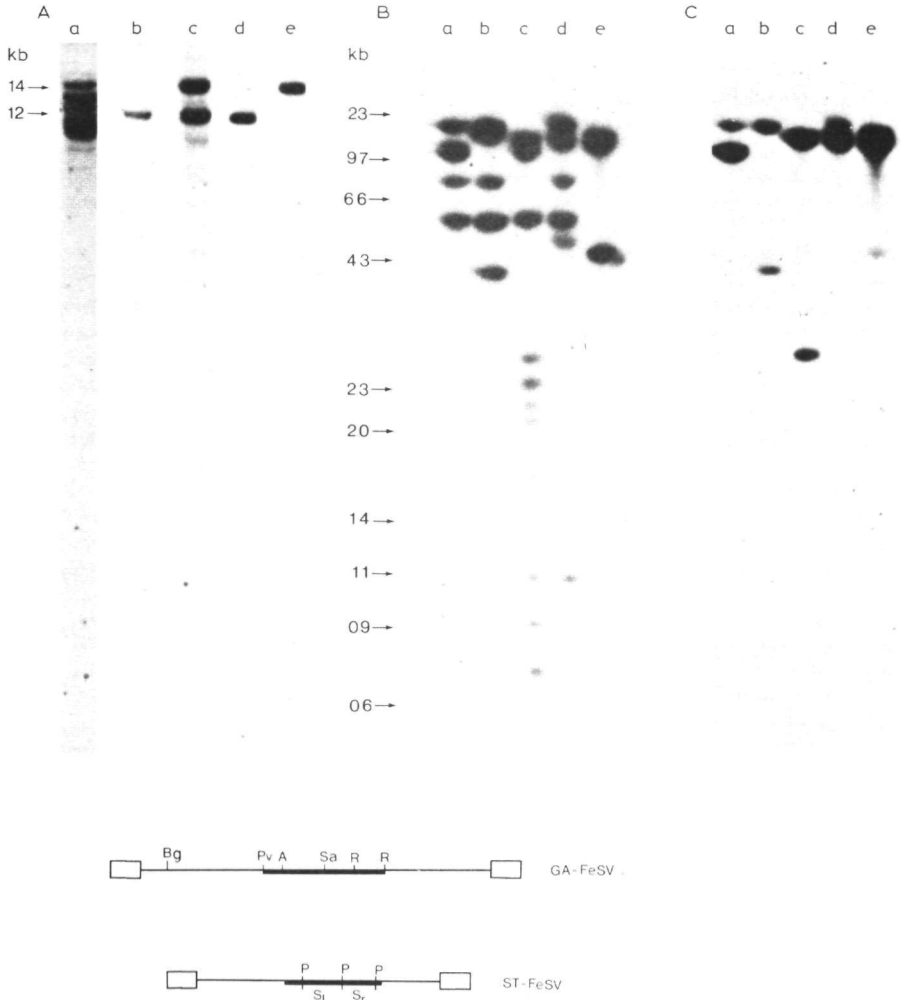 A
a b c d e
kb
14
12
B
a b c d e
kb
23
97
66
43
23
20
14
11
09
06
C
a b c d e
Bg Pv A Sa R R
GA-FeSV
P P P
ST-FeSV
Sl Sr